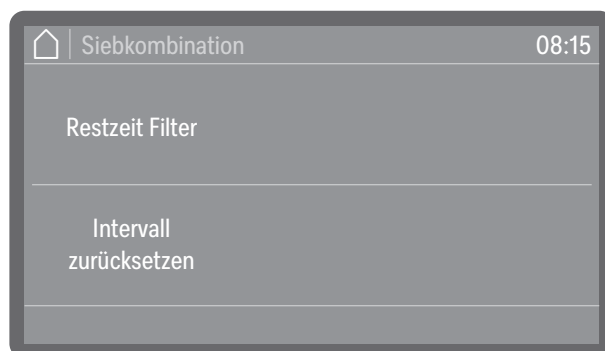 Siebkombination 08:15
Restzeit Filter
Intervall
zurücksetzen